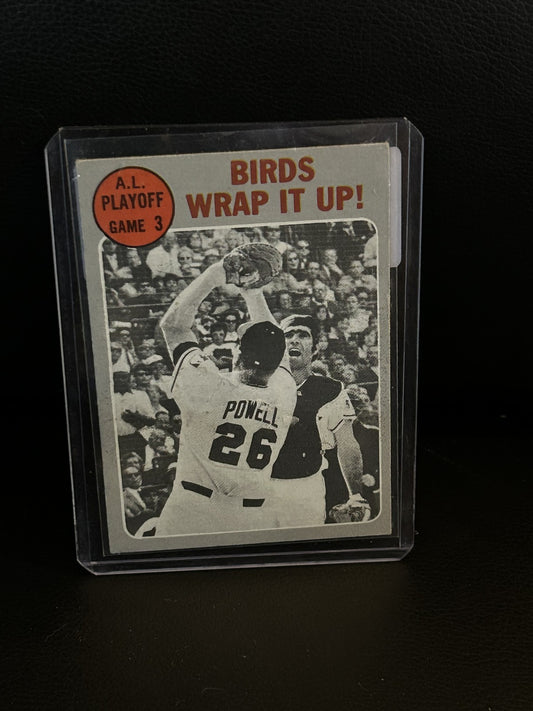 A.L.
PLAYOFF
GAME 3
BIRDS
WRAP IT UP!
POWELL
26